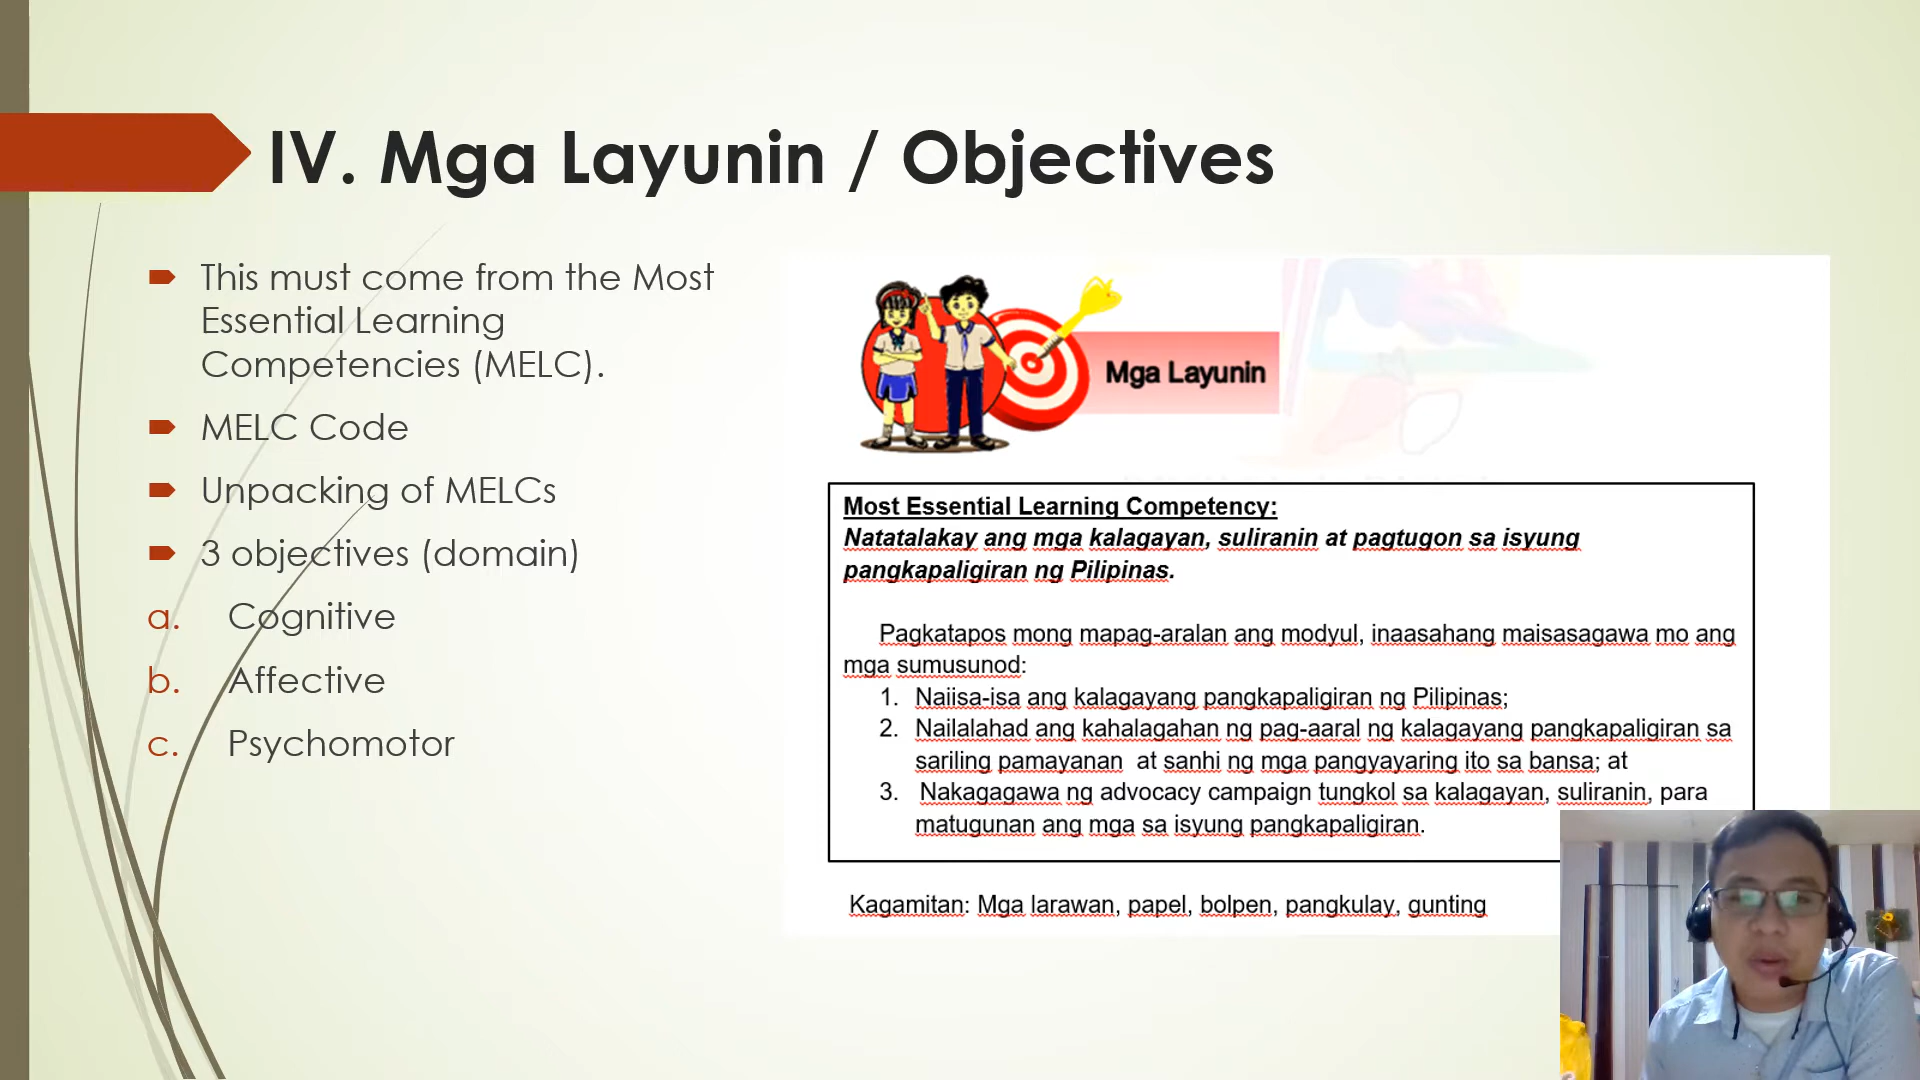 IV. Mga Layunin / Objectives
This must come from the Most
Essential Learning
Competencies (MELC).
MELC Code
Unpacking of MELCs
3 objectives (domain)
a. Cognitive
b. Affective
c. Psychomotor
Mga Layunin
Most Essential Learning Competency:
Natatalakay ang mga kalagayan, suliranin at pagtugon sa isyung
pangkapaligiran ng Pilipinas.
Pagkatapos mong mapag-aralan ang modyul, inaasahang maisasagawa mo ang
mga sumusunod:
1. Naiisa-isa ang kalagayang pangkapaligiran ng Pilipinas;
2. Nailalahad ang kahalagahan ng pag-aaral ng kalagayang pangkapaligiran sa
sariling pamayanan at sanhi ng mga pangyayaring ito sa bansa; at
3. Nakagagawa ng advocacy campaign tungkol sa kalagayan, suliranin, para
matugunan ang mga sa isyung pangkapaligiran.
Kagamitan: Mga larawan, papel, bolpen, pangkulay, gunting